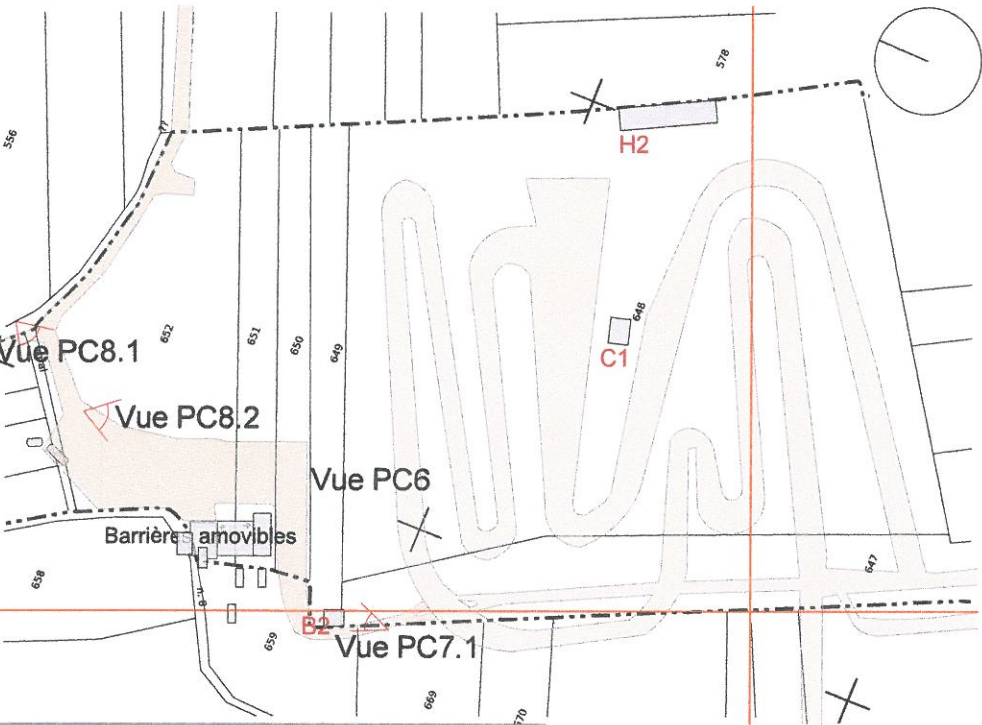 578
556
H2
648
652
651
650
649
Vue PC8.1
C1
Vue PC8.2
Vue PC6
Barrières amovibles
647
658
n. 8
B2
659
Vue PC7.1
669